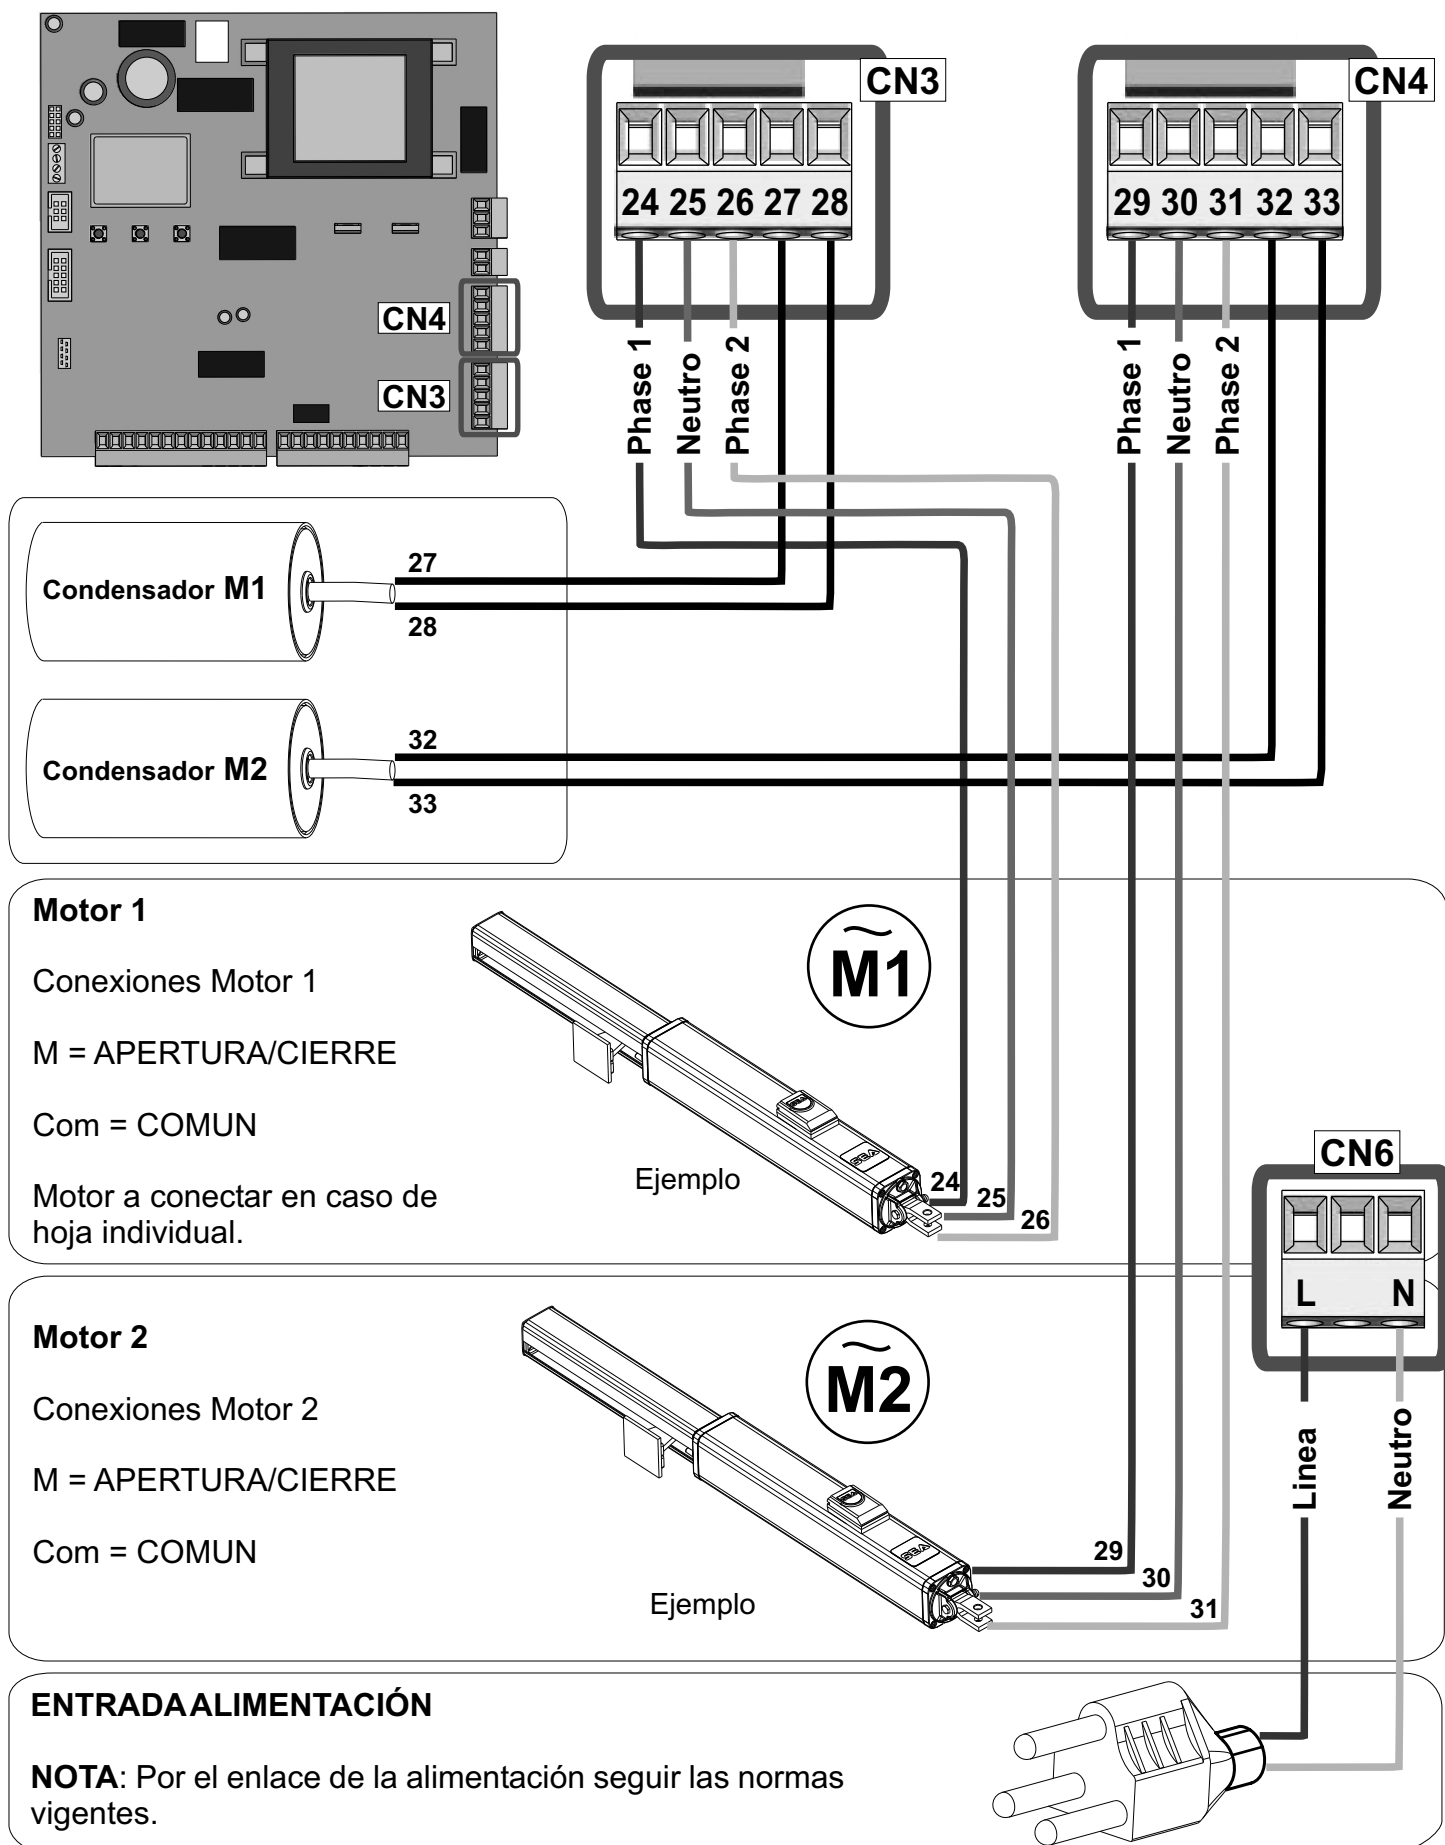 CN3
CN4
24 25 26 27 28
29 30 31 32 33
CN4
CN3
Phase 1
Neutro
Phase 2
Phase 1
Neutro
Phase 2
Condensador M1
27
28
Condensador M2
32
33
Motor 1
Conexiones Motor 1
M = APERTURA/CIERRE
Com = COMUN
Motor a conectar en caso de
hoja individual.
M1
SEA
Ejemplo
24
25
26
CN6
L N
Linea
Neutro
Motor 2
Conexiones Motor 2
M = APERTURA/CIERRE
Com = COMUN
M2
SEA
Ejemplo
29
30
31
ENTRADA ALIMENTACIÓN
NOTA: Por el enlace de la alimentación seguir las normas
vigentes.